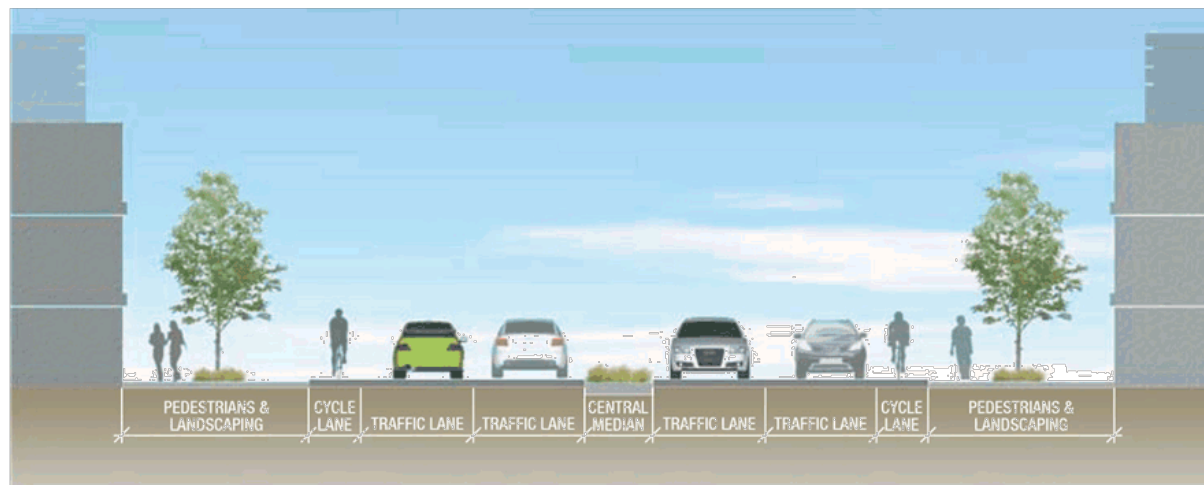 PEDESTRIANS &
LANDSCAPING
CYCLE
LANE
TRAFFIC LANE
TRAFFIC LANE
CENTRAL
MEDIAN
TRAFFIC LANE
TRAFFIC LANE
CYCLE
LANE
PEDESTRIANS &
LANDSCAPING